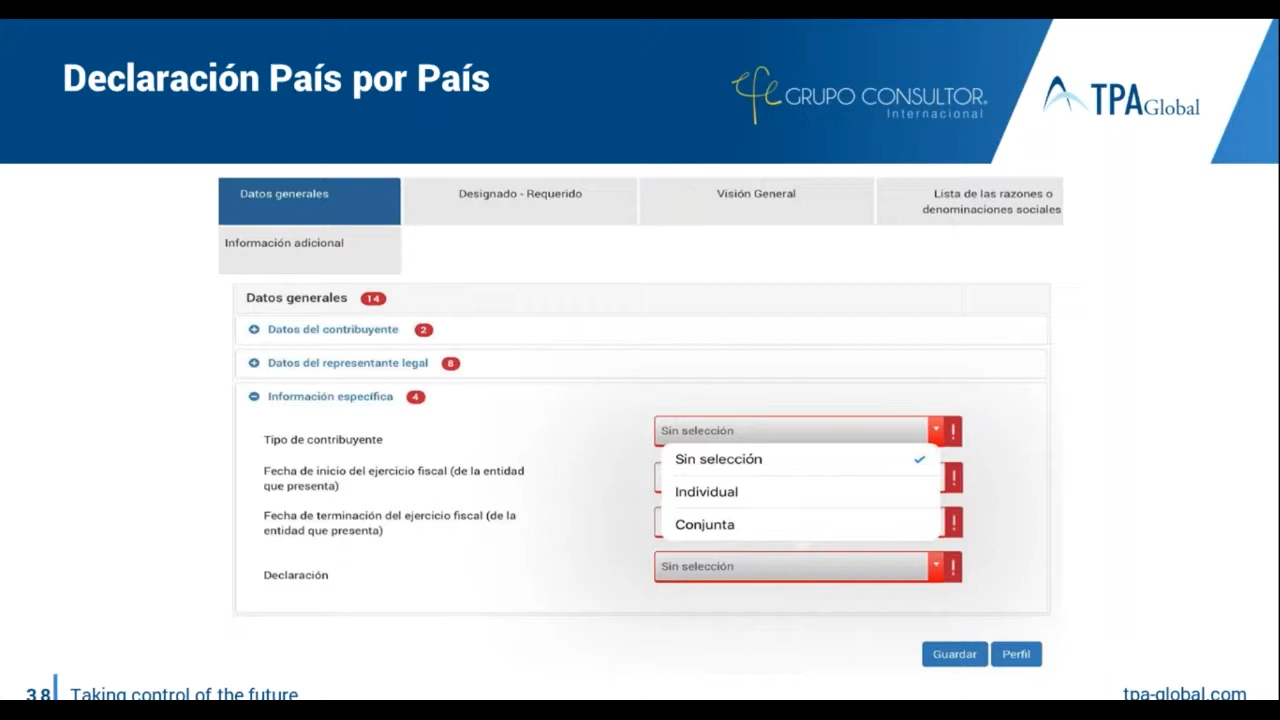 Declaración País por País
efe GRUPO CONSULTOR®
Internacional
TPA Global
Datos generales
Designado - Requerido
Visión General
Lista de las razones o
denominaciones sociales
Información adicional
Datos generales 14
Datos del contribuyente 2
Datos del representante legal 8
Información específica 4
Tipo de contribuyente
Sin selección
!
Sin selección
Individual
Conjunta
Fecha de inicio del ejercicio fiscal (de la entidad
que presenta)
!
Fecha de terminación del ejercicio fiscal (de la
entidad que presenta)
!
Declaración
Sin selección
!
Guardar
Perfil
38
Taking control of the future
tpa-global.com